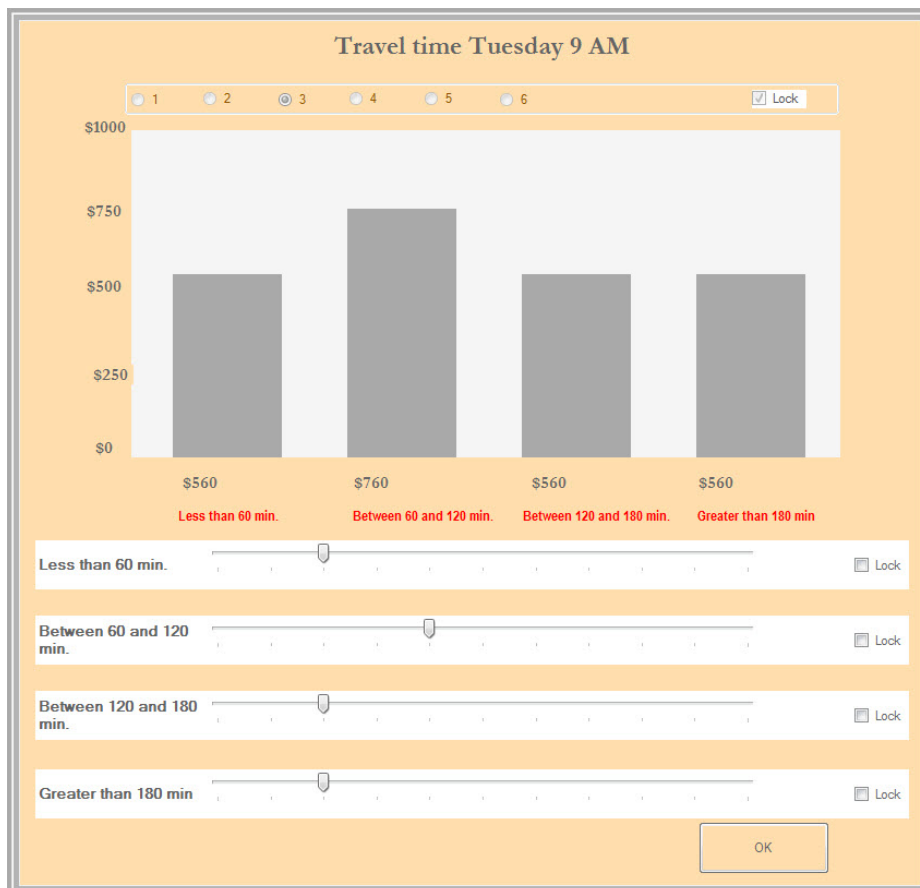 Travel time Tuesday 9 AM
1 2 3 4 5 6 Lock
$1000
$750
$500
$250
$0
$560 $760 $560 $560
Less than 60 min. Between 60 and 120 min. Between 120 and 180 min. Greater than 180 min
Less than 60 min. Lock
Between 60 and 120
min.
Lock
Between 120 and 180
min.
Lock
Greater than 180 min Lock
OK